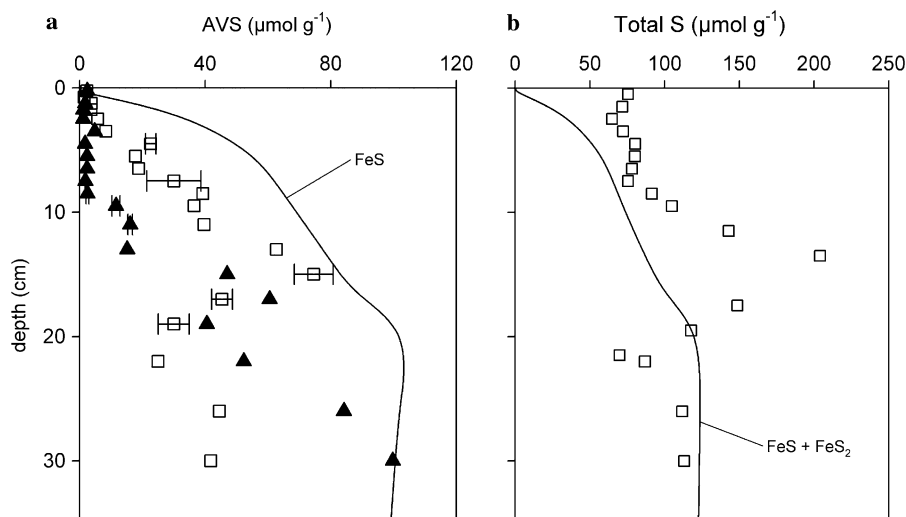 a
AVS (µmol g-1)
0 40 80 120
0
10
20
30
depth (cm)
FeS
b
Total S (µmol g-1)
0 50 100 150 200 250
FeS + FeS2